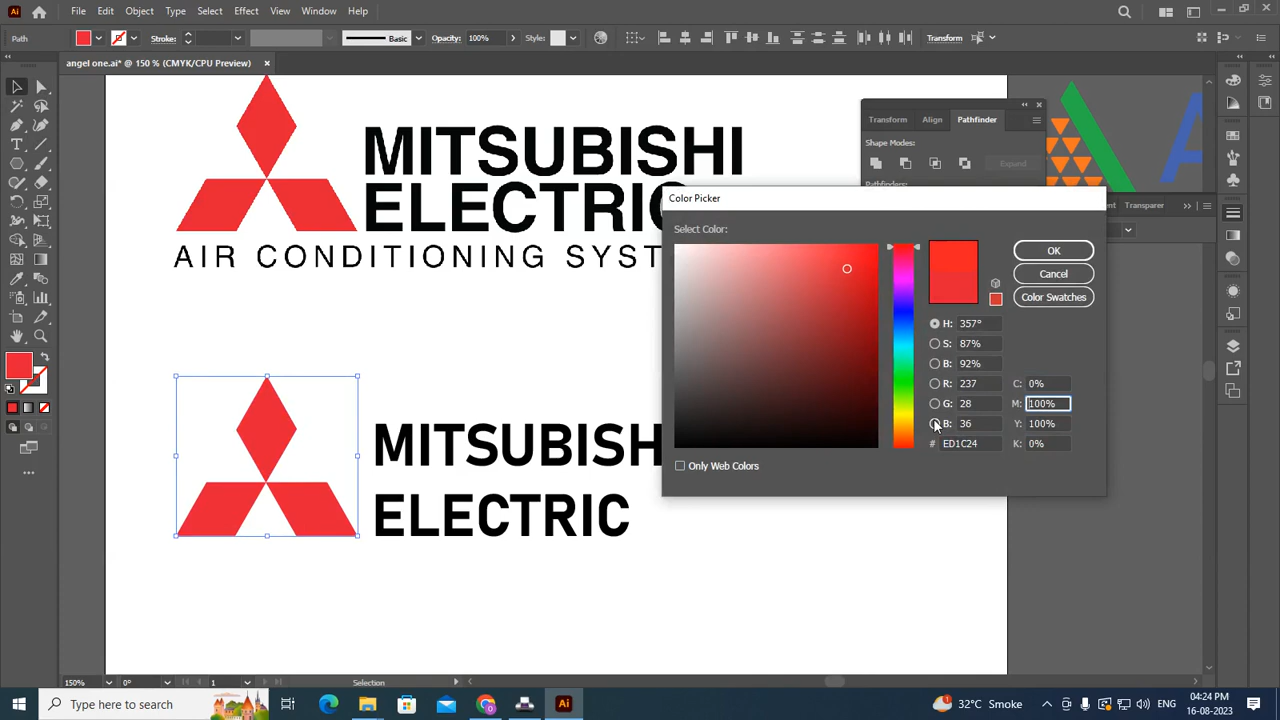 File Edit Object Type Select Effect View Window Help
Path
Stroke:
Basic
Opacity: 100%
Style:
Transform
angel one.ai* @ 150 % (CMYK/CPU Preview)
MITSUBISHI
ELECTRIC
AIR CONDITIONING SYST
Transform Align Pathfinder
Shape Modes:
Expand
Pathfinders:
Transparer
Color Picker
Select Color:
OK
Cancel
Color Swatches
H: 357°
S: 87%
B: 92%
R: 237 C: 0%
G: 28 M: 100%
B: 36 Y: 100%
# ED1C24 K: 0%
Only Web Colors
MITSUBISH
ELECTRIC
150% 0° 1 Selection
Type here to search
32°C Smoke
ENG
04:24 PM
16-08-2023